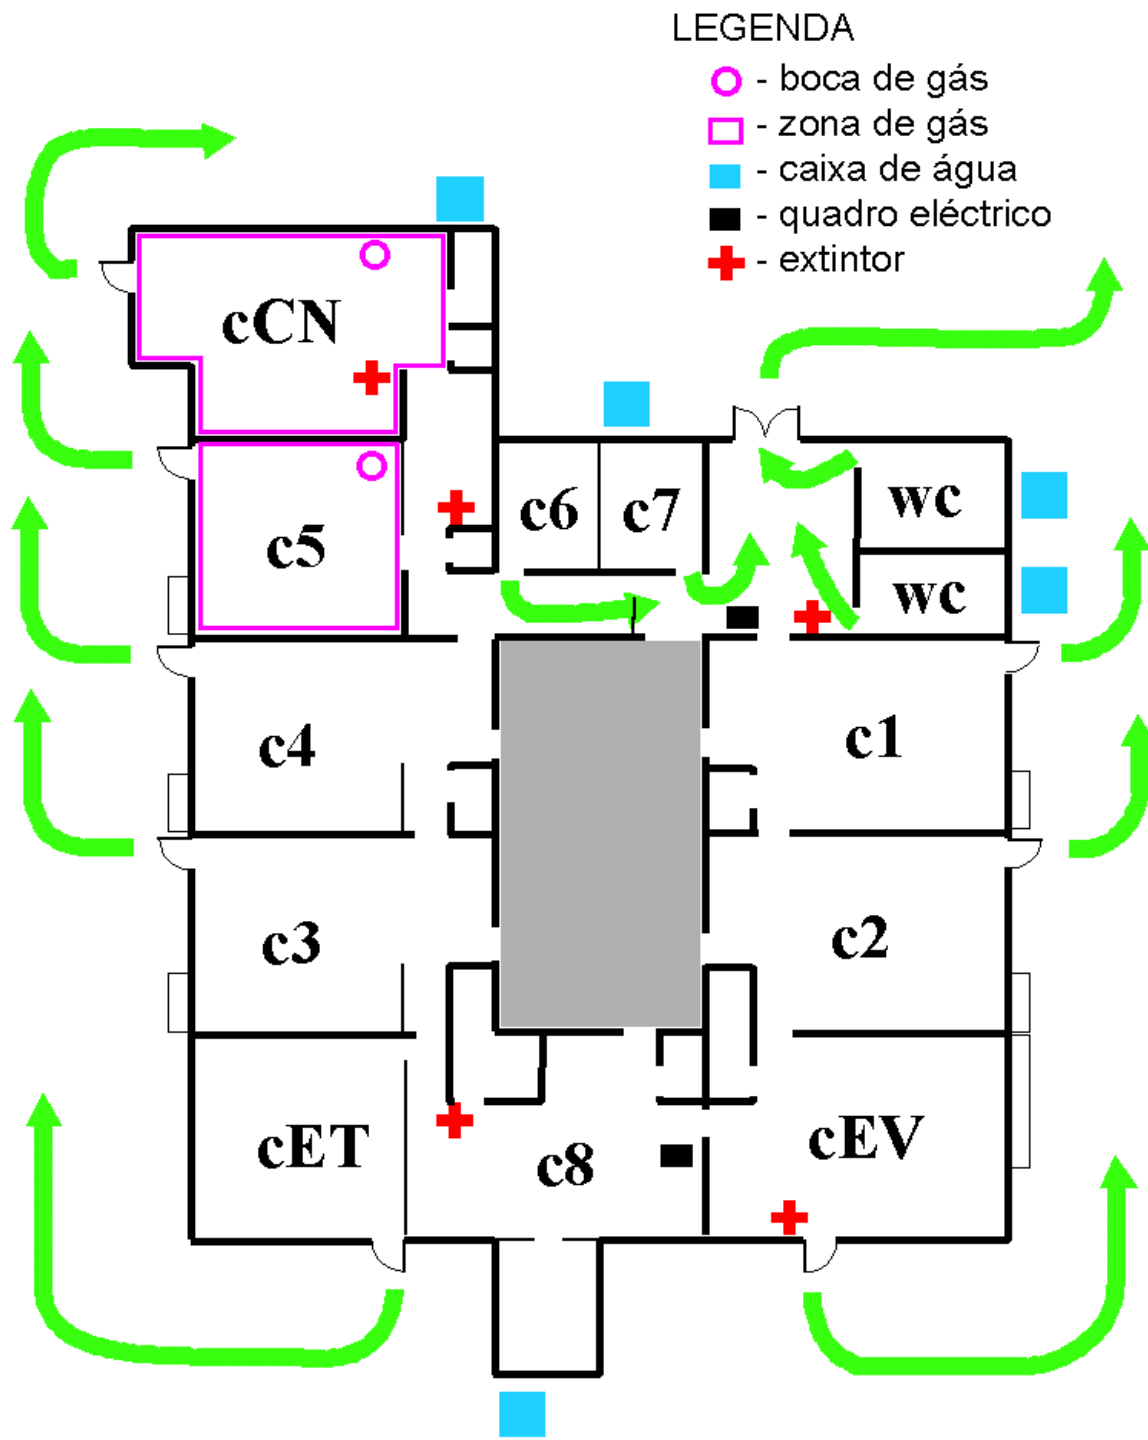 LEGENDA
- boca de gás
- zona de gás
- caixa de água
- quadro eléctrico
- extintor
cCN
c6
c7
wc
c5
wc
c4
c1
c3
c2
cET
c8
cEV